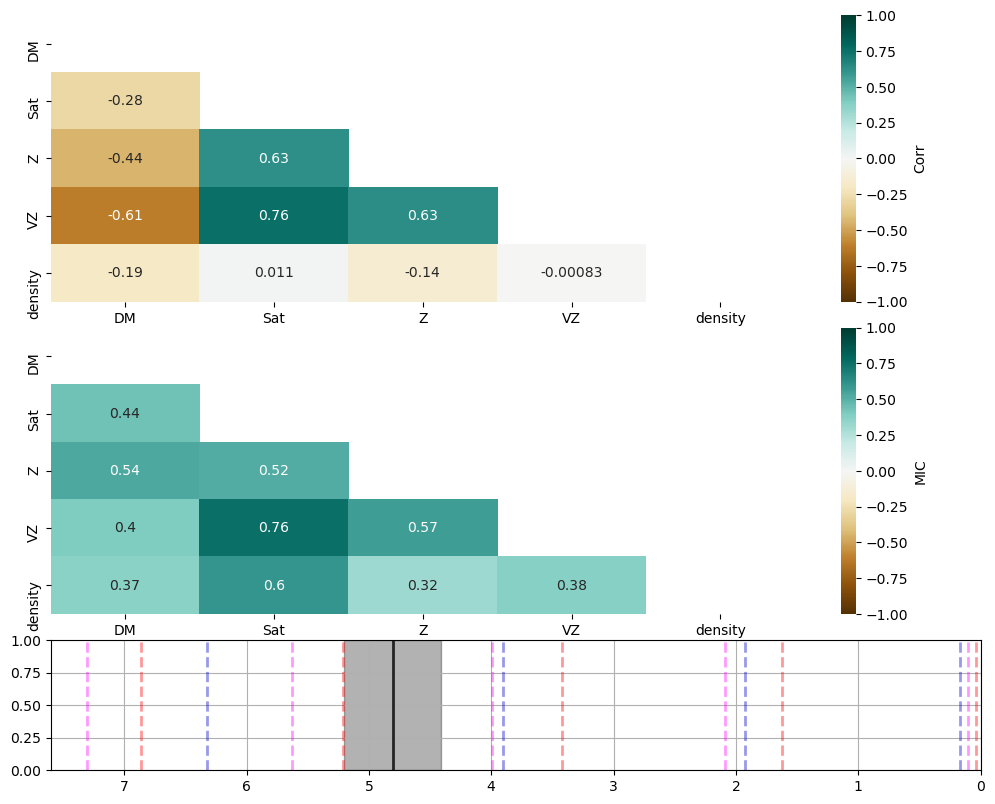 DM
Sat
Z
VZ
density
-0.28
-0.44 0.63
-0.61 0.76 0.63
-0.19 0.011 -0.14 -0.00083
DM Sat Z VZ density
1.00
0.75
0.50
0.25
0.00
−0.25
−0.50
−0.75
−1.00
Corr
DM
Sat
Z
VZ
density
0.44
0.54 0.52
0.4 0.76 0.57
0.37 0.6 0.32 0.38
DM Sat Z VZ density
1.00
0.75
0.50
0.25
0.00
−0.25
−0.50
−0.75
−1.00
MIC
1.00
0.75
0.50
0.25
0.00
7 6 5 4 3 2 1 0